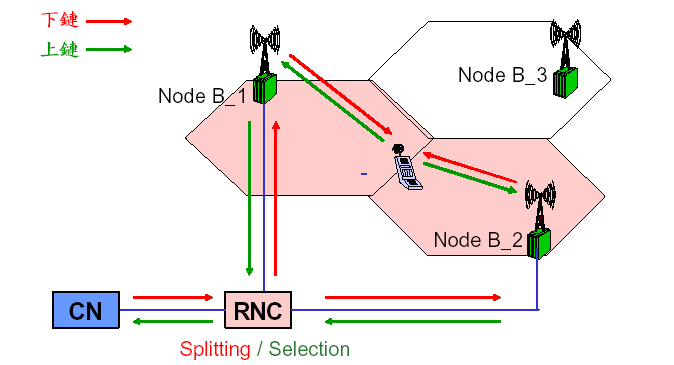 下鏈
上鏈
Node B_1
Node B_3
Node B_2
CN
RNC
Splitting / Selection